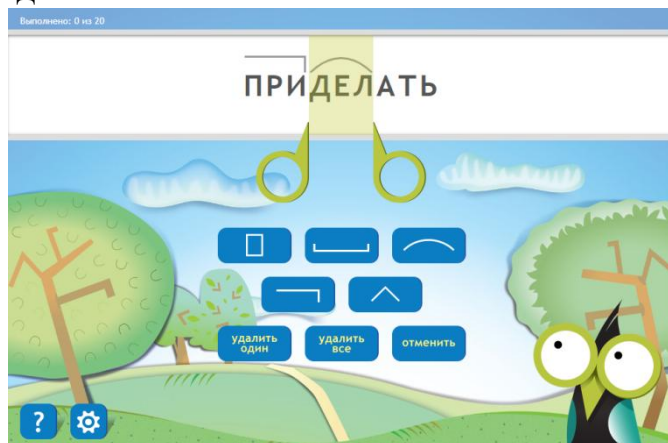 Выполнено: 0 из 20
ПРИДЕЛАТЬ
удалить один
удалить все
отменить
?